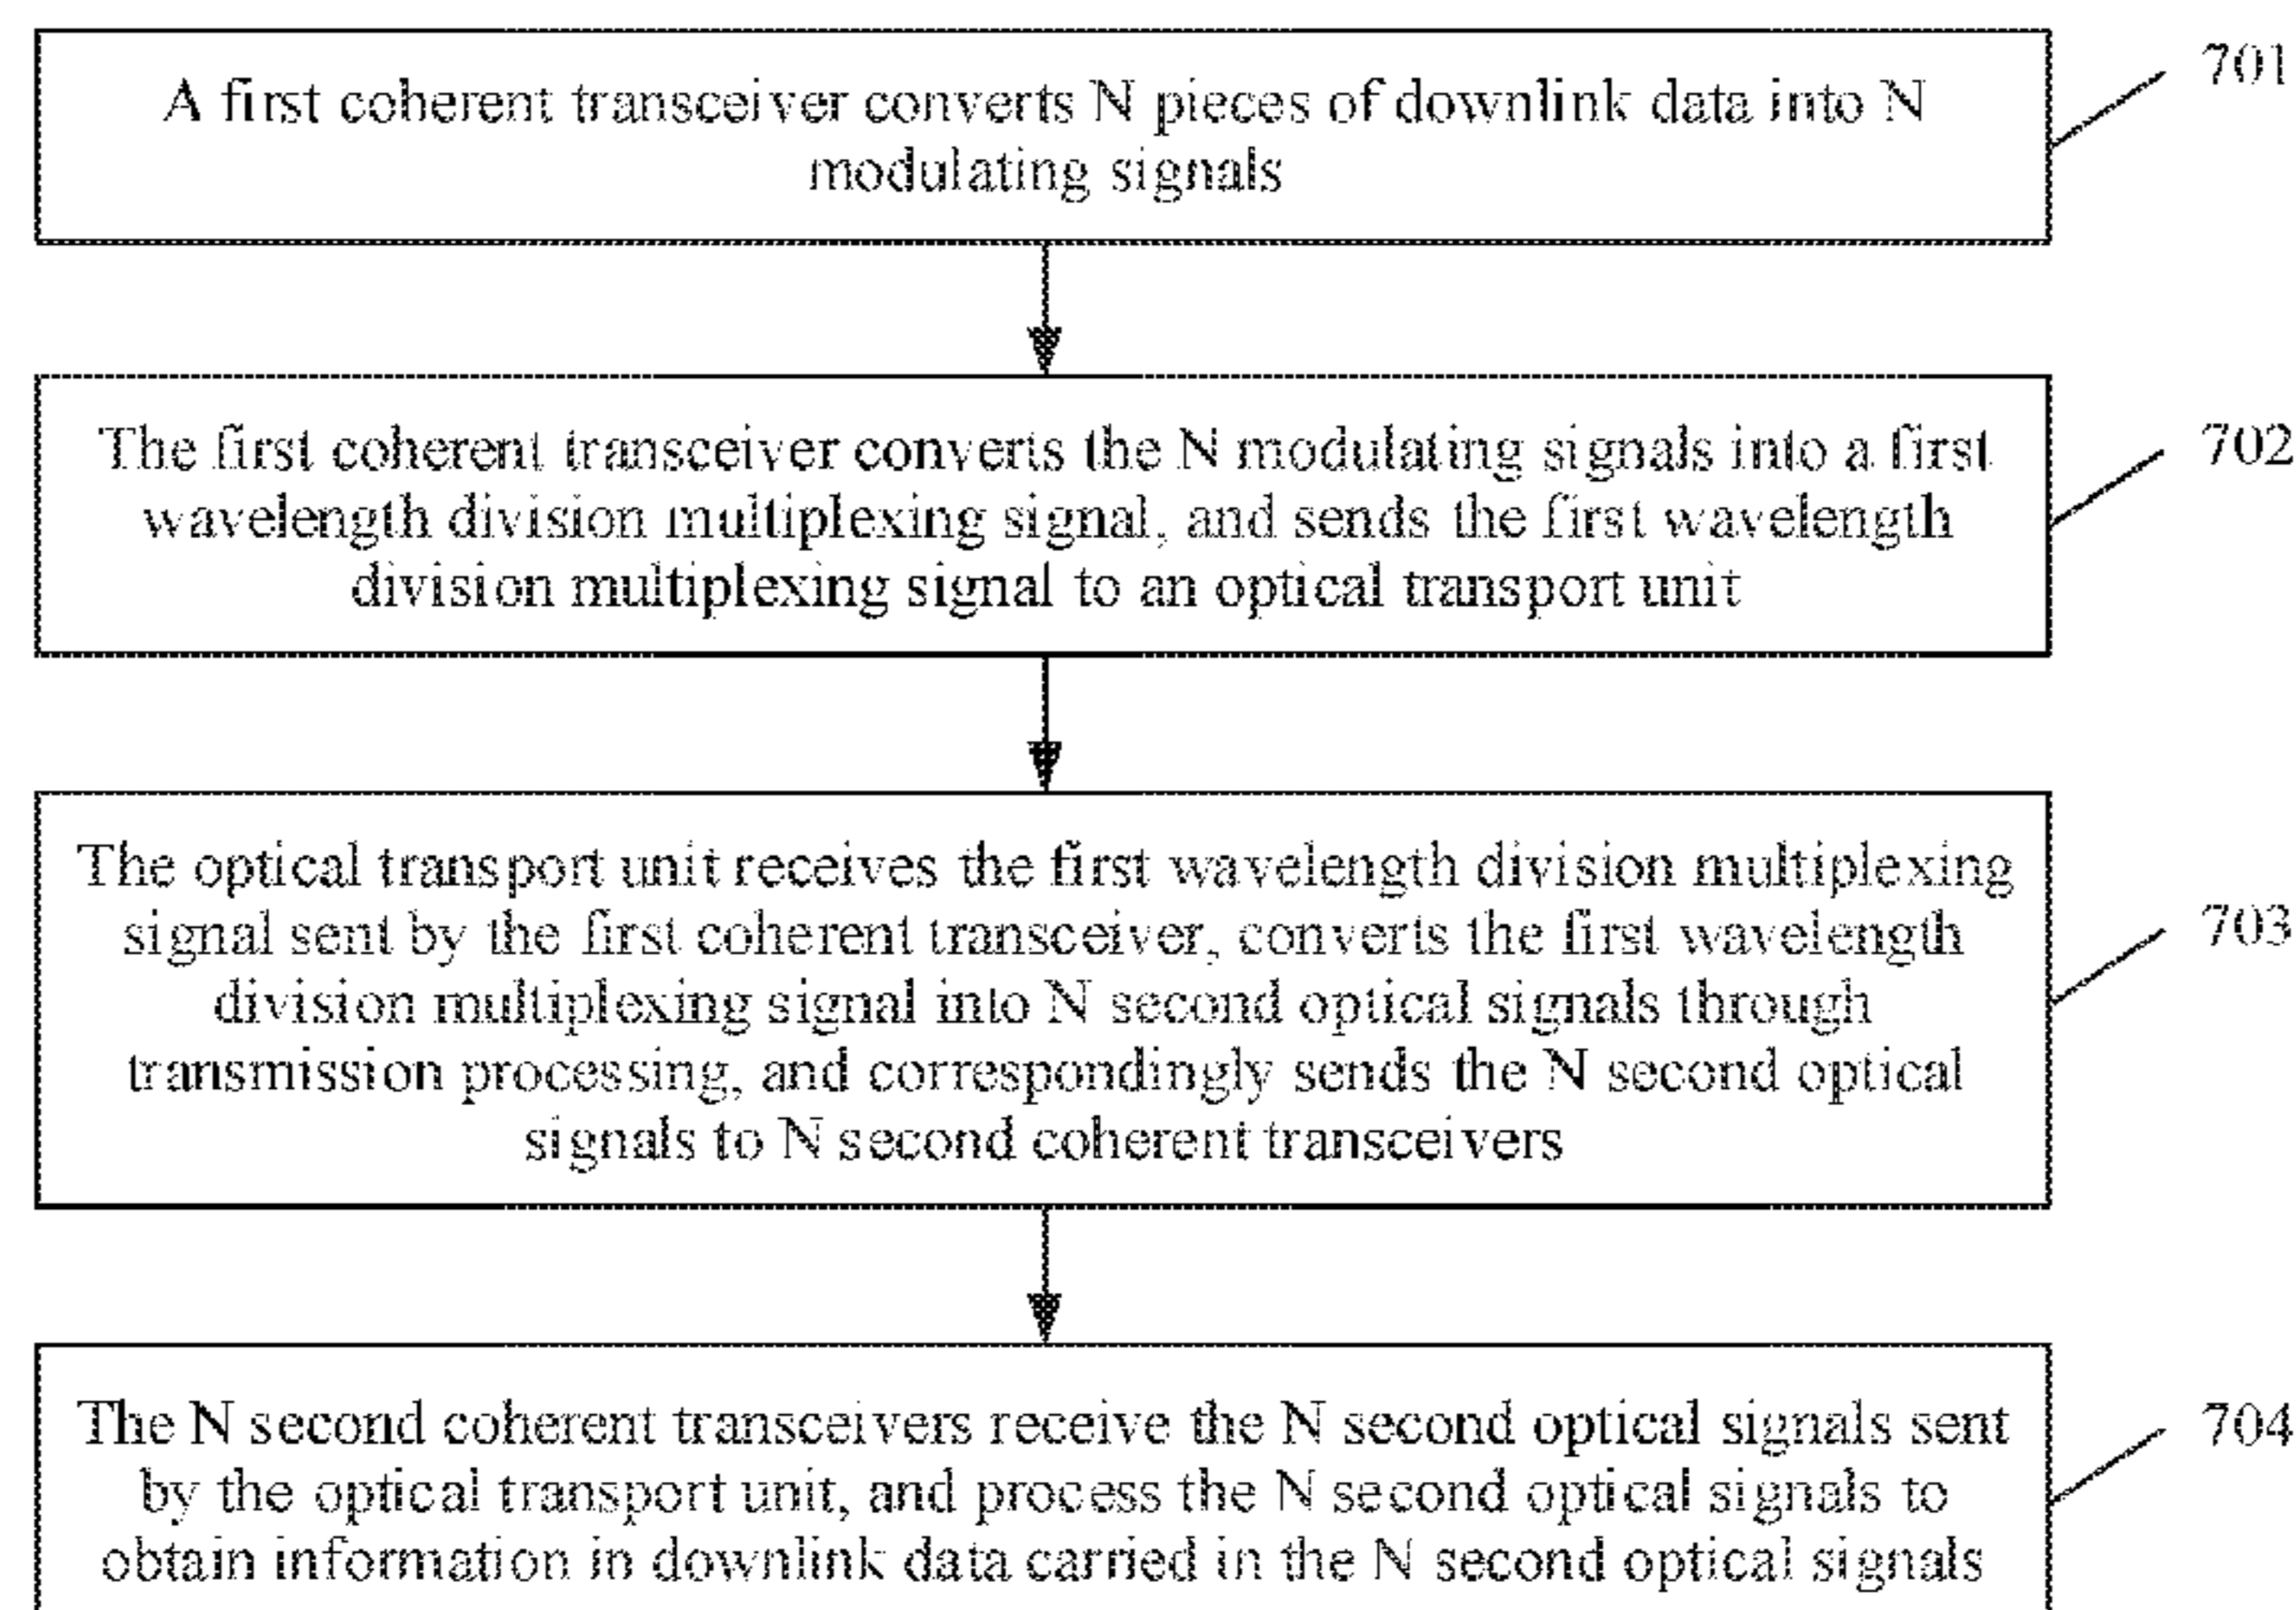 A first coherent transceiver converts N pieces of downlink data into N
modulating signals
701
The first coherent transceiver converts the N modulating signals into a first
wavelength division multiplexing signal, and sends the first wavelength
division multiplexing signal to an optical transport unit
702
The optical transport unit receives the first wavelength division multiplexing
signal sent by the first coherent transceiver, converts the first wavelength
division multiplexing signal into N second optical signals through
transmission processing, and correspondingly sends the N second optical
signals to N second coherent transceivers
703
The N second coherent transceivers receive the N second optical signals sent
by the optical transport unit, and process the N second optical signals to
obtain information in downlink data carried in the N second optical signals
704